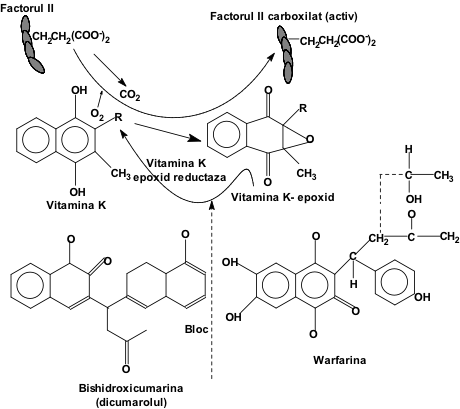 Factorul II
Factorul II carboxilat (activ)
CH₂CH₂(COO⁻)₂
CH₂CH₂(COO⁻)₂
CO₂
O₂
OH
R
CH₃
OH
Vitamina K
Vitamina K
epoxid reductaza
O
R
O
CH₃
O
Vitamina K- epoxid
H
C
CH₃
OH
O
CH₂
C
CH₂
O
O
O
Bloc
O
Bishidroxicumarina
(dicumarolul)
OH
OH
O
C
H
O
O
OH
Warfarina